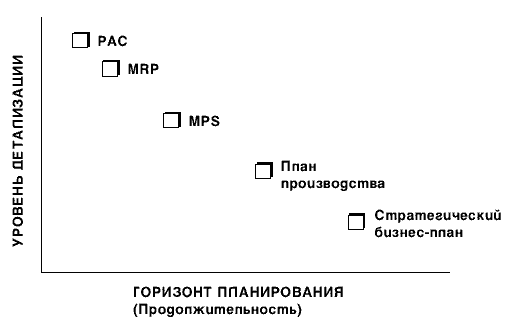 УРОВЕНЬ ДЕТАЛИЗАЦИИ
PAC
MRP
MPS
План
производства
Стратегический
бизнес-план
ГОРИЗОНТ ПЛАНИРОВАНИЯ
(Продолжительность)